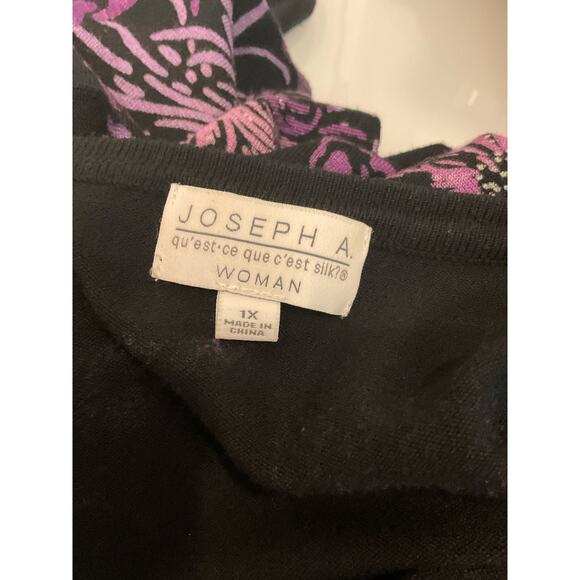 JOSEPH A.
qu'est-ce que c'est silk?®
WOMAN
1X
MADE IN
CHINA